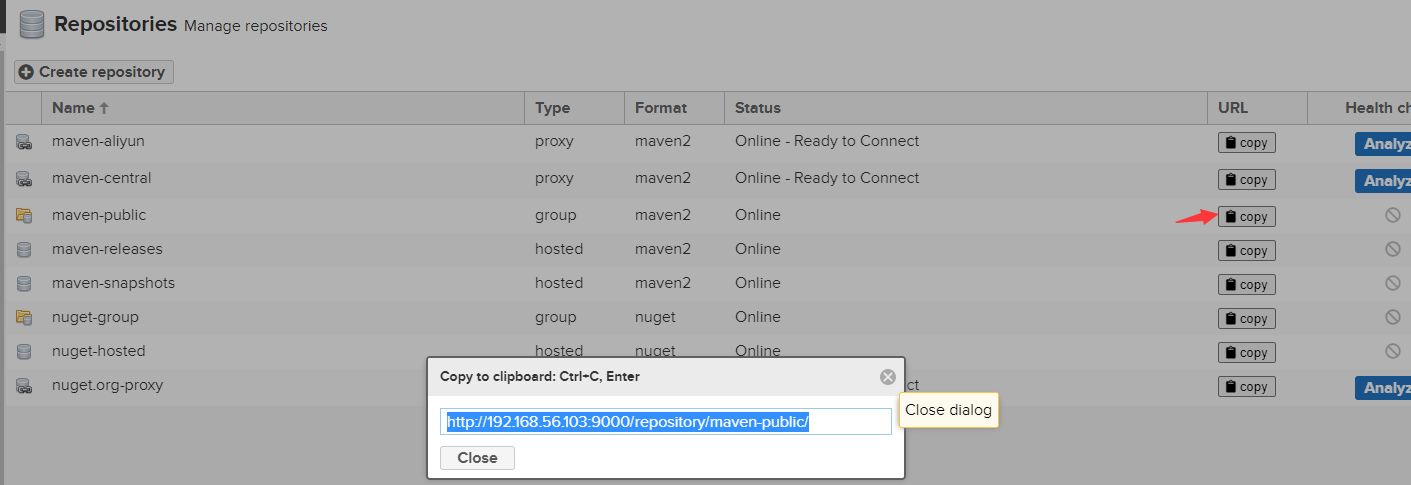 Repositories Manage repositories
Create repository
Name Type Format Status URL Health ch
maven-aliyun proxy maven2 Online - Ready to Connect copy Analyz
maven-central proxy maven2 Online - Ready to Connect copy Analyz
maven-public group maven2 Online copy
maven-releases hosted maven2 Online copy
maven-snapshots hosted maven2 Online copy
nuget-group group nuget Online copy
nuget-hosted hosted nuget Online copy
nuget.org-proxy ct copy Analyz
Copy to clipboard: Ctrl+C, Enter
Close dialog
http://192.168.56.103:9000/repository/maven-public/
Close